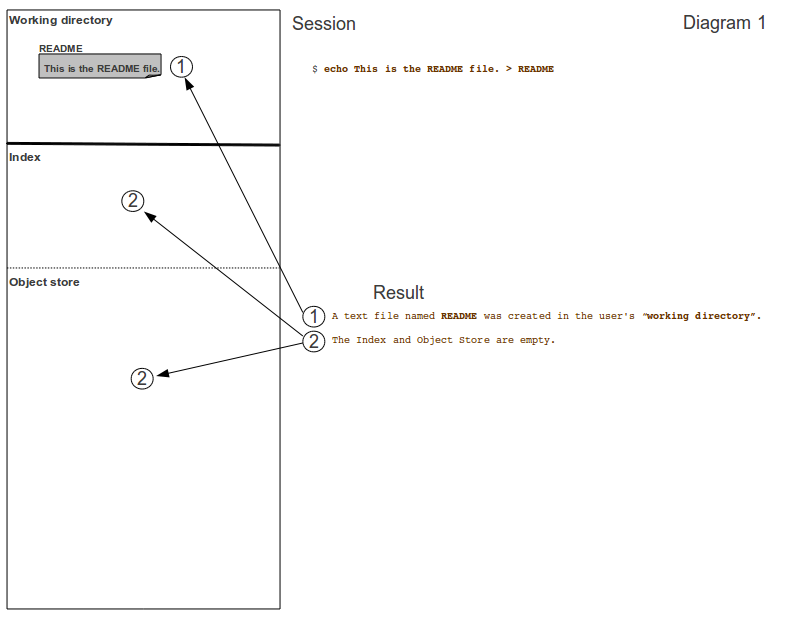 Working directory
Session
Diagram 1
README
This is the README file.
1
$ echo This is the README file. > README
Index
2
Object store
Result
1 A text file named README was created in the user's “working directory”.
2 The Index and Object Store are empty.
2